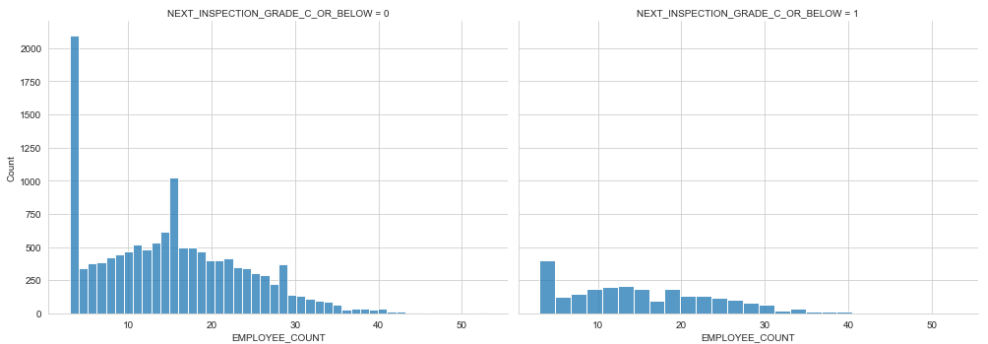 NEXT_INSPECTION_GRADE_C_OR_BELOW = 0
NEXT_INSPECTION_GRADE_C_OR_BELOW = 1
2000
1750
1500
1250
1000
750
500
250
0
Count
10 20 30 40 50
10 20 30 40 50
EMPLOYEE_COUNT
EMPLOYEE_COUNT